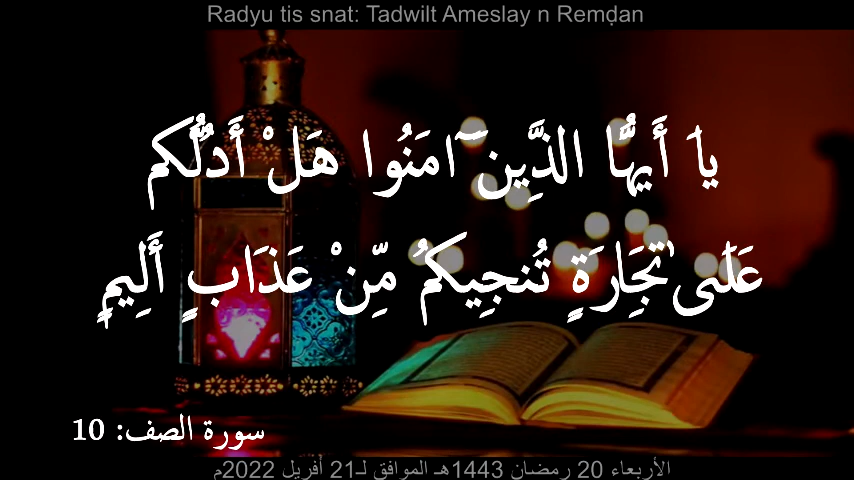 Radyu tis snat: Tadwilt Ameslay n Remḍan
يَا أَيُّهَا الَّذِينَ آمَنُوا هَلْ أَدُلُّكُمْ
عَلَىٰ تِجَارَةٍ تُنجِيكُمُ مِّنْ عَذَابٍ أَلِيمٍ
سورة الصف: 10
الأربعاء 20 رمضان 1443هـ الموافق لـ21 أفريل 2022م